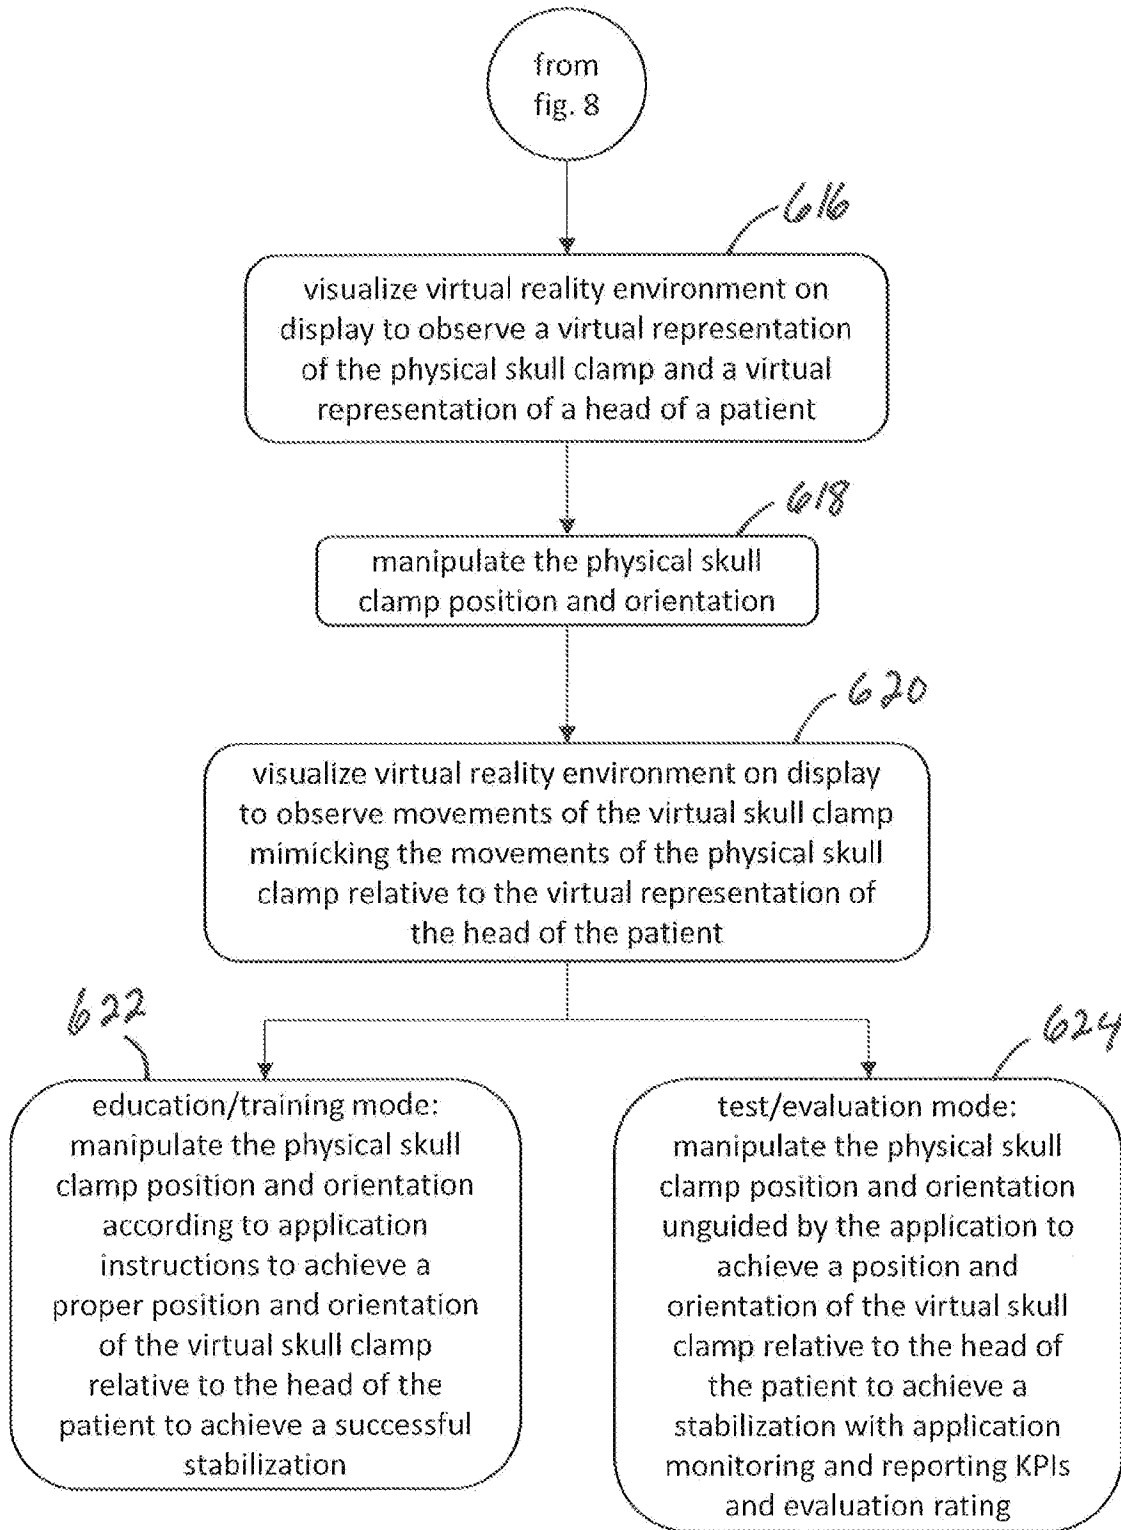 from
fig. 8
616
visualize virtual reality environment on
display to observe a virtual representation
of the physical skull clamp and a virtual
representation of a head of a patient
618
manipulate the physical skull
clamp position and orientation
620
visualize virtual reality environment on display
to observe movements of the virtual skull clamp
mimicking the movements of the physical skull
clamp relative to the virtual representation of
the head of the patient
622
education/training mode:
manipulate the physical skull
clamp position and orientation
according to application
instructions to achieve a
proper position and orientation
of the virtual skull clamp
relative to the head of the
patient to achieve a successful
stabilization
624
test/evaluation mode:
manipulate the physical skull
clamp position and orientation
unguided by the application to
achieve a position and
orientation of the virtual skull
clamp relative to the head of
the patient to achieve a
stabilization with application
monitoring and reporting KPIs
and evaluation rating